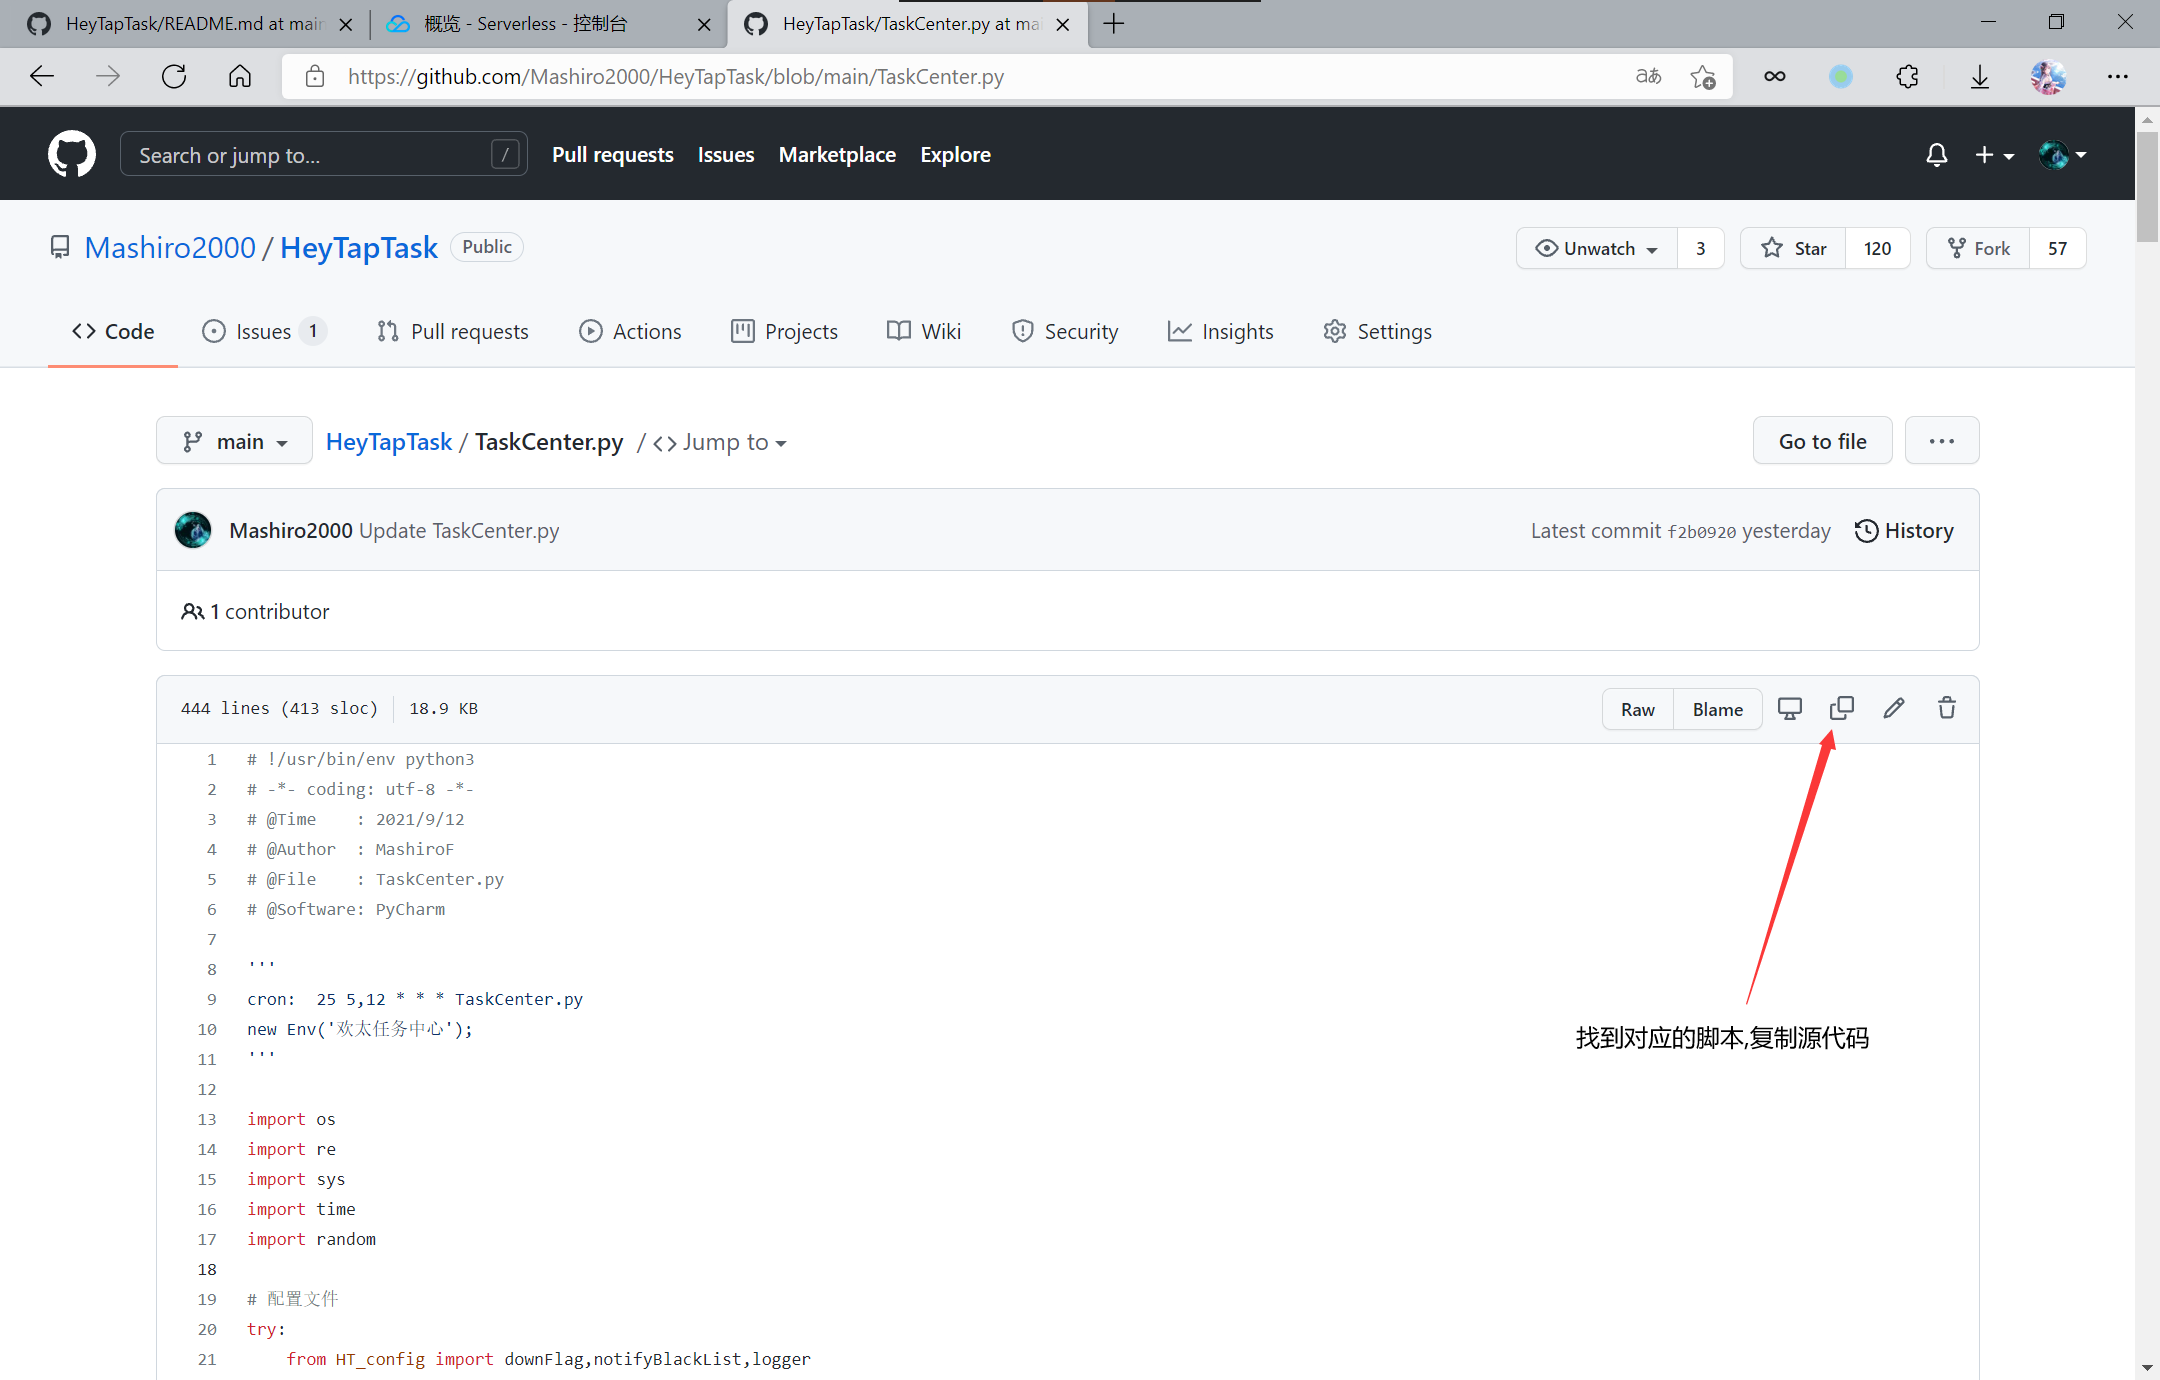 HeyTapTask/README.md at main
概览 - Serverless - 控制台
HeyTapTask/TaskCenter.py at ma
https://github.com/Mashiro2000/HeyTapTask/blob/main/TaskCenter.py
aあ
Search or jump to...
/
Pull requests
Issues
Marketplace
Explore
Mashiro2000 / HeyTapTask
Public
Unwatch
3
Star
120
Fork
57
Code
Issues 1
Pull requests
Actions
Projects
Wiki
Security
Insights
Settings
main
HeyTapTask / TaskCenter.py / <> Jump to
Go to file
...
Mashiro2000 Update TaskCenter.py
Latest commit f2b0920 yesterday
History
1 contributor
444 lines (413 sloc)
18.9 KB
Raw
Blame
1 # !/usr/bin/env python3
2 # -*- coding: utf-8 -*-
3 # @Time    : 2021/9/12
4 # @Author  : MashiroF
5 # @File    : TaskCenter.py
6 # @Software: PyCharm
7
8 '''
9 cron:  25 5,12 * * * TaskCenter.py
10 new Env('欢太任务中心');
11 '''
12
13 import os
14 import re
15 import sys
16 import time
17 import random
18
19 # 配置文件
20 try:
21     from HT_config import downFlag,notifyBlackList,logger
找到对应的脚本,复制源代码